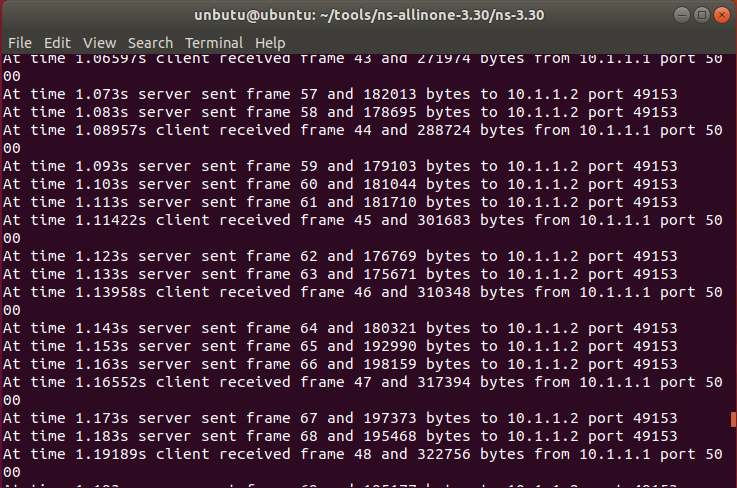 unbutu@ubuntu: ~/tools/ns-allinone-3.30/ns-3.30
File Edit View Search Terminal Help
At time 1.06597s client received frame 43 and 271974 bytes from 10.1.1.1 port 50
00
At time 1.073s server sent frame 57 and 182013 bytes to 10.1.1.2 port 49153
At time 1.083s server sent frame 58 and 178695 bytes to 10.1.1.2 port 49153
At time 1.08957s client received frame 44 and 288724 bytes from 10.1.1.1 port 50
00
At time 1.093s server sent frame 59 and 179103 bytes to 10.1.1.2 port 49153
At time 1.103s server sent frame 60 and 181044 bytes to 10.1.1.2 port 49153
At time 1.113s server sent frame 61 and 181710 bytes to 10.1.1.2 port 49153
At time 1.11422s client received frame 45 and 301683 bytes from 10.1.1.1 port 50
00
At time 1.123s server sent frame 62 and 176769 bytes to 10.1.1.2 port 49153
At time 1.133s server sent frame 63 and 175671 bytes to 10.1.1.2 port 49153
At time 1.13958s client received frame 46 and 310348 bytes from 10.1.1.1 port 50
00
At time 1.143s server sent frame 64 and 180321 bytes to 10.1.1.2 port 49153
At time 1.153s server sent frame 65 and 192990 bytes to 10.1.1.2 port 49153
At time 1.163s server sent frame 66 and 198159 bytes to 10.1.1.2 port 49153
At time 1.16552s client received frame 47 and 317394 bytes from 10.1.1.1 port 50
00
At time 1.173s server sent frame 67 and 197373 bytes to 10.1.1.2 port 49153
At time 1.183s server sent frame 68 and 195468 bytes to 10.1.1.2 port 49153
At time 1.19189s client received frame 48 and 322756 bytes from 10.1.1.1 port 50
00
At time 1.193s server sent frame 69 and 195177 bytes to 10.1.1.2 port 49153